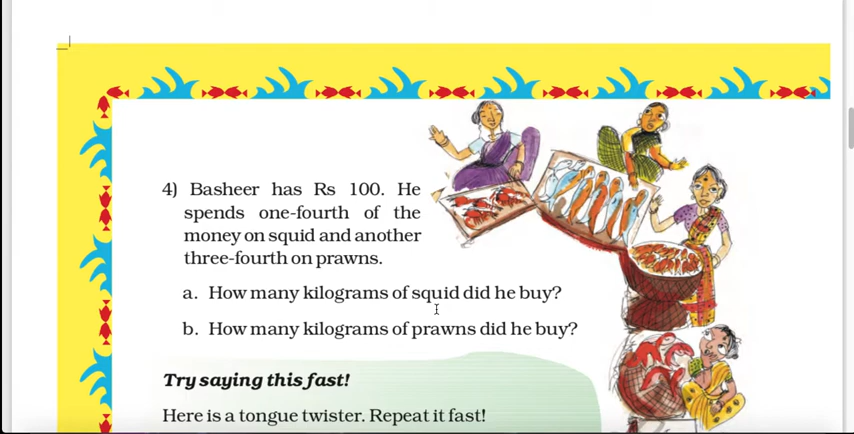 4) Basheer has Rs 100. He
spends one-fourth of the
money on squid and another
three-fourth on prawns.
a. How many kilograms of squid did he buy?
b. How many kilograms of prawns did he buy?
Try saying this fast!
Here is a tongue twister. Repeat it fast!